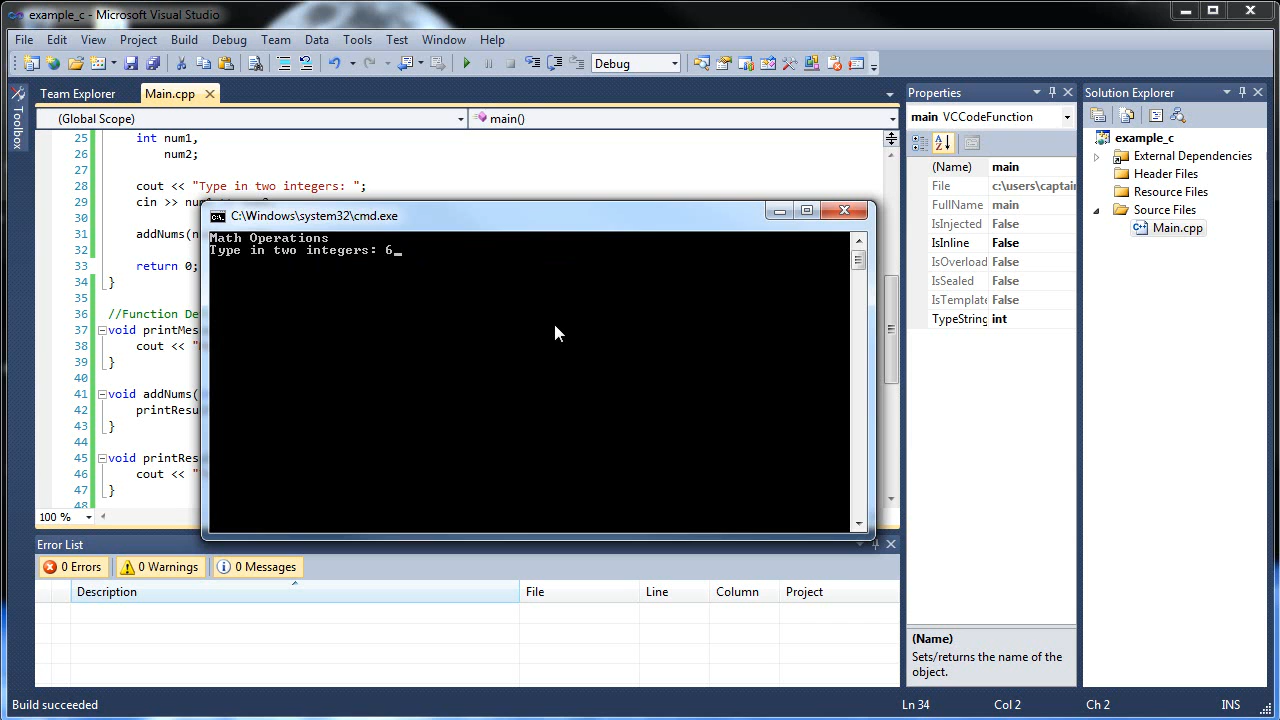 example_c - Microsoft Visual Studio
File Edit View Project Build Debug Team Data Tools Test Window Help
Debug
Toolbox
Team Explorer Main.cpp
(Global Scope) main()
25 int num1,
26 num2;
27
28 cout << "Type in two integers: ";
29 cin >>
30
31 addNums(n
32
33 return 0;
34 }
35
36 //Function De
37 void printMes
38 cout << "
39 }
40
41 void addNums(
42 printResu
43 }
44
45 void printRes
46 cout << "
47 }
48
100 %
C:\Windows\system32\cmd.exe
Math Operations
Type in two integers: 6_
Error List
0 Errors 0 Warnings 0 Messages
Description File Line Column Project
Properties
main VCCodeFunction
(Name) main
File c:\users\captain
FullName main
IsInjected False
IsInline False
IsOverload False
IsSealed False
IsTemplate False
TypeString int
(Name)
Sets/returns the name of the
object.
Solution Explorer
example_c
External Dependencies
Header Files
Resource Files
Source Files
Main.cpp
Build succeeded Ln 34 Col 2 Ch 2 INS